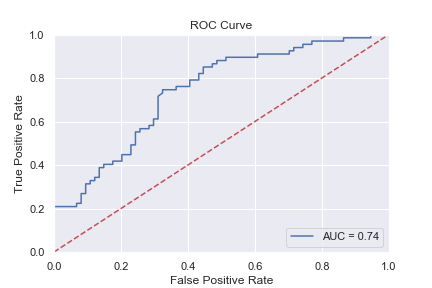 ROC Curve
1.0
0.8
0.6
0.4
0.2
0.0
True Positive Rate
AUC = 0.74
0.0 0.2 0.4 0.6 0.8 1.0
False Positive Rate